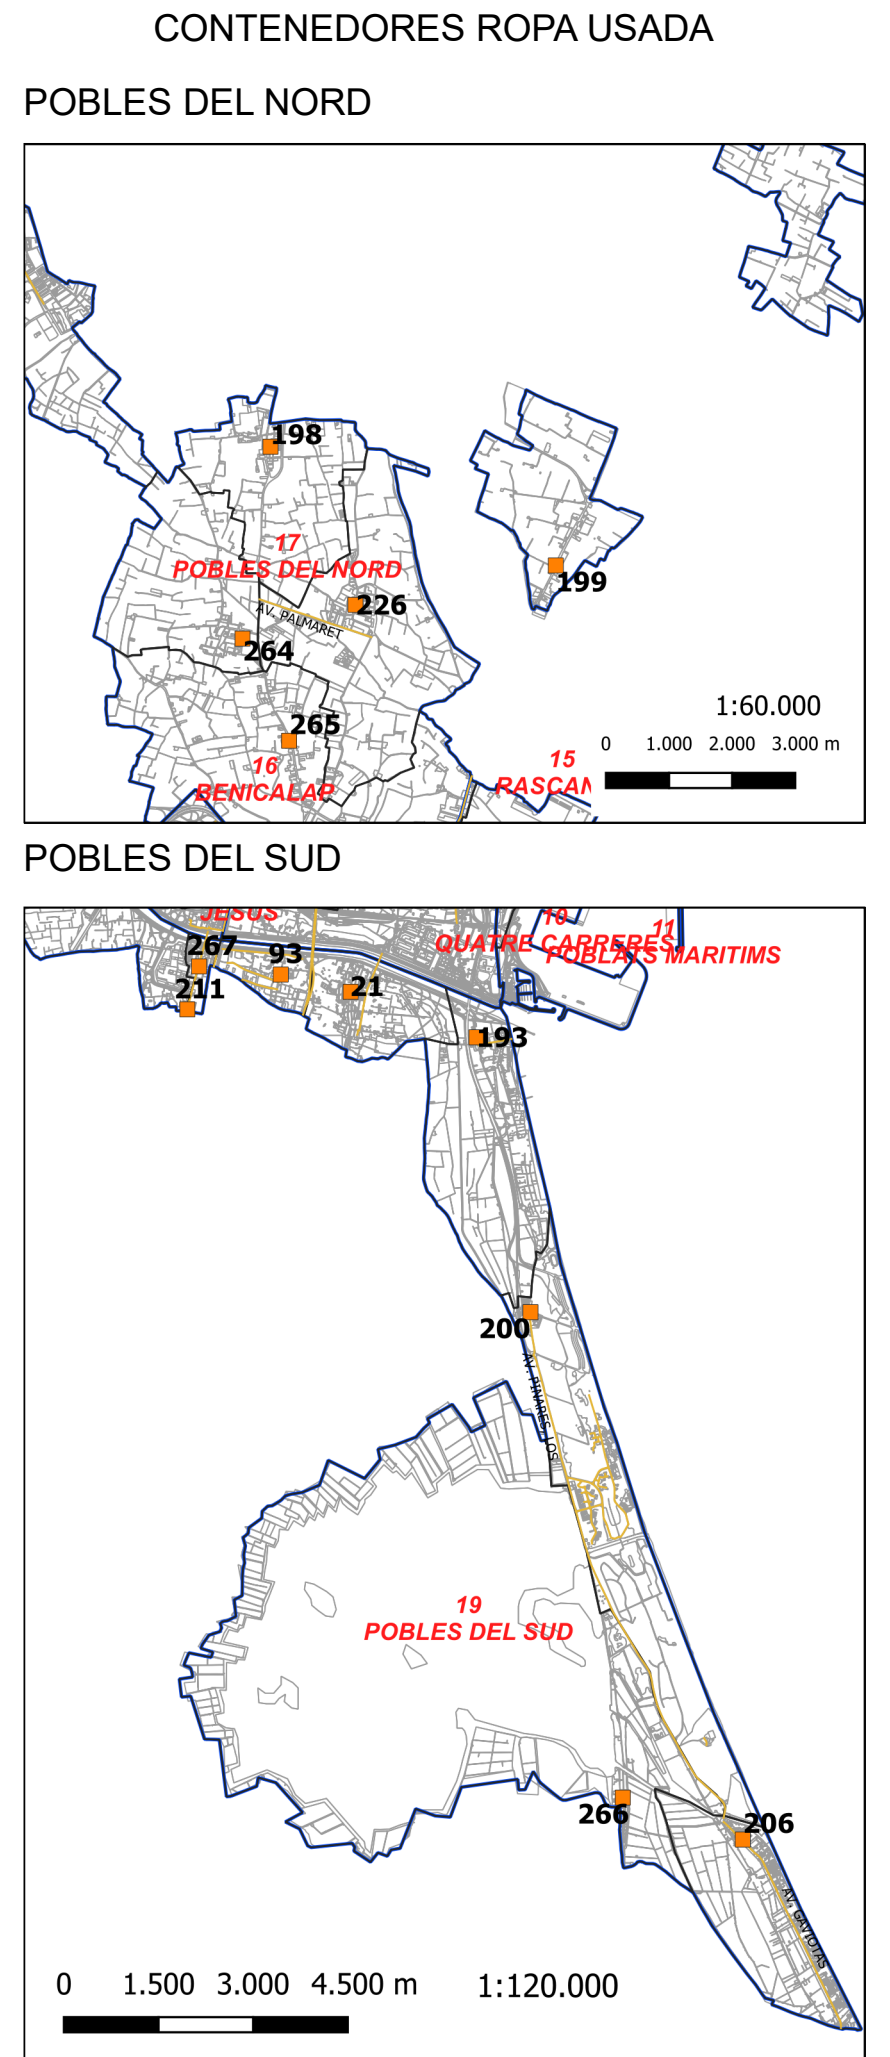 CONTENEDORES ROPA USADA
POBLES DEL NORD
198
17
POBLES DEL NORD
199
226
AV. PALMARET
264
265
1:60.000
0 1.000 2.000 3.000 m
16
BENICALAP
15
RASCAN
POBLES DEL SUD
JESUS
10
QUATRE CARRERES
11
POBLATS MARITIMS
267
93
211
21
193
200
AV. PINARES, LOS
19
POBLES DEL SUD
266
206
AV. GAVIOTAS
0 1.500 3.000 4.500 m
1:120.000